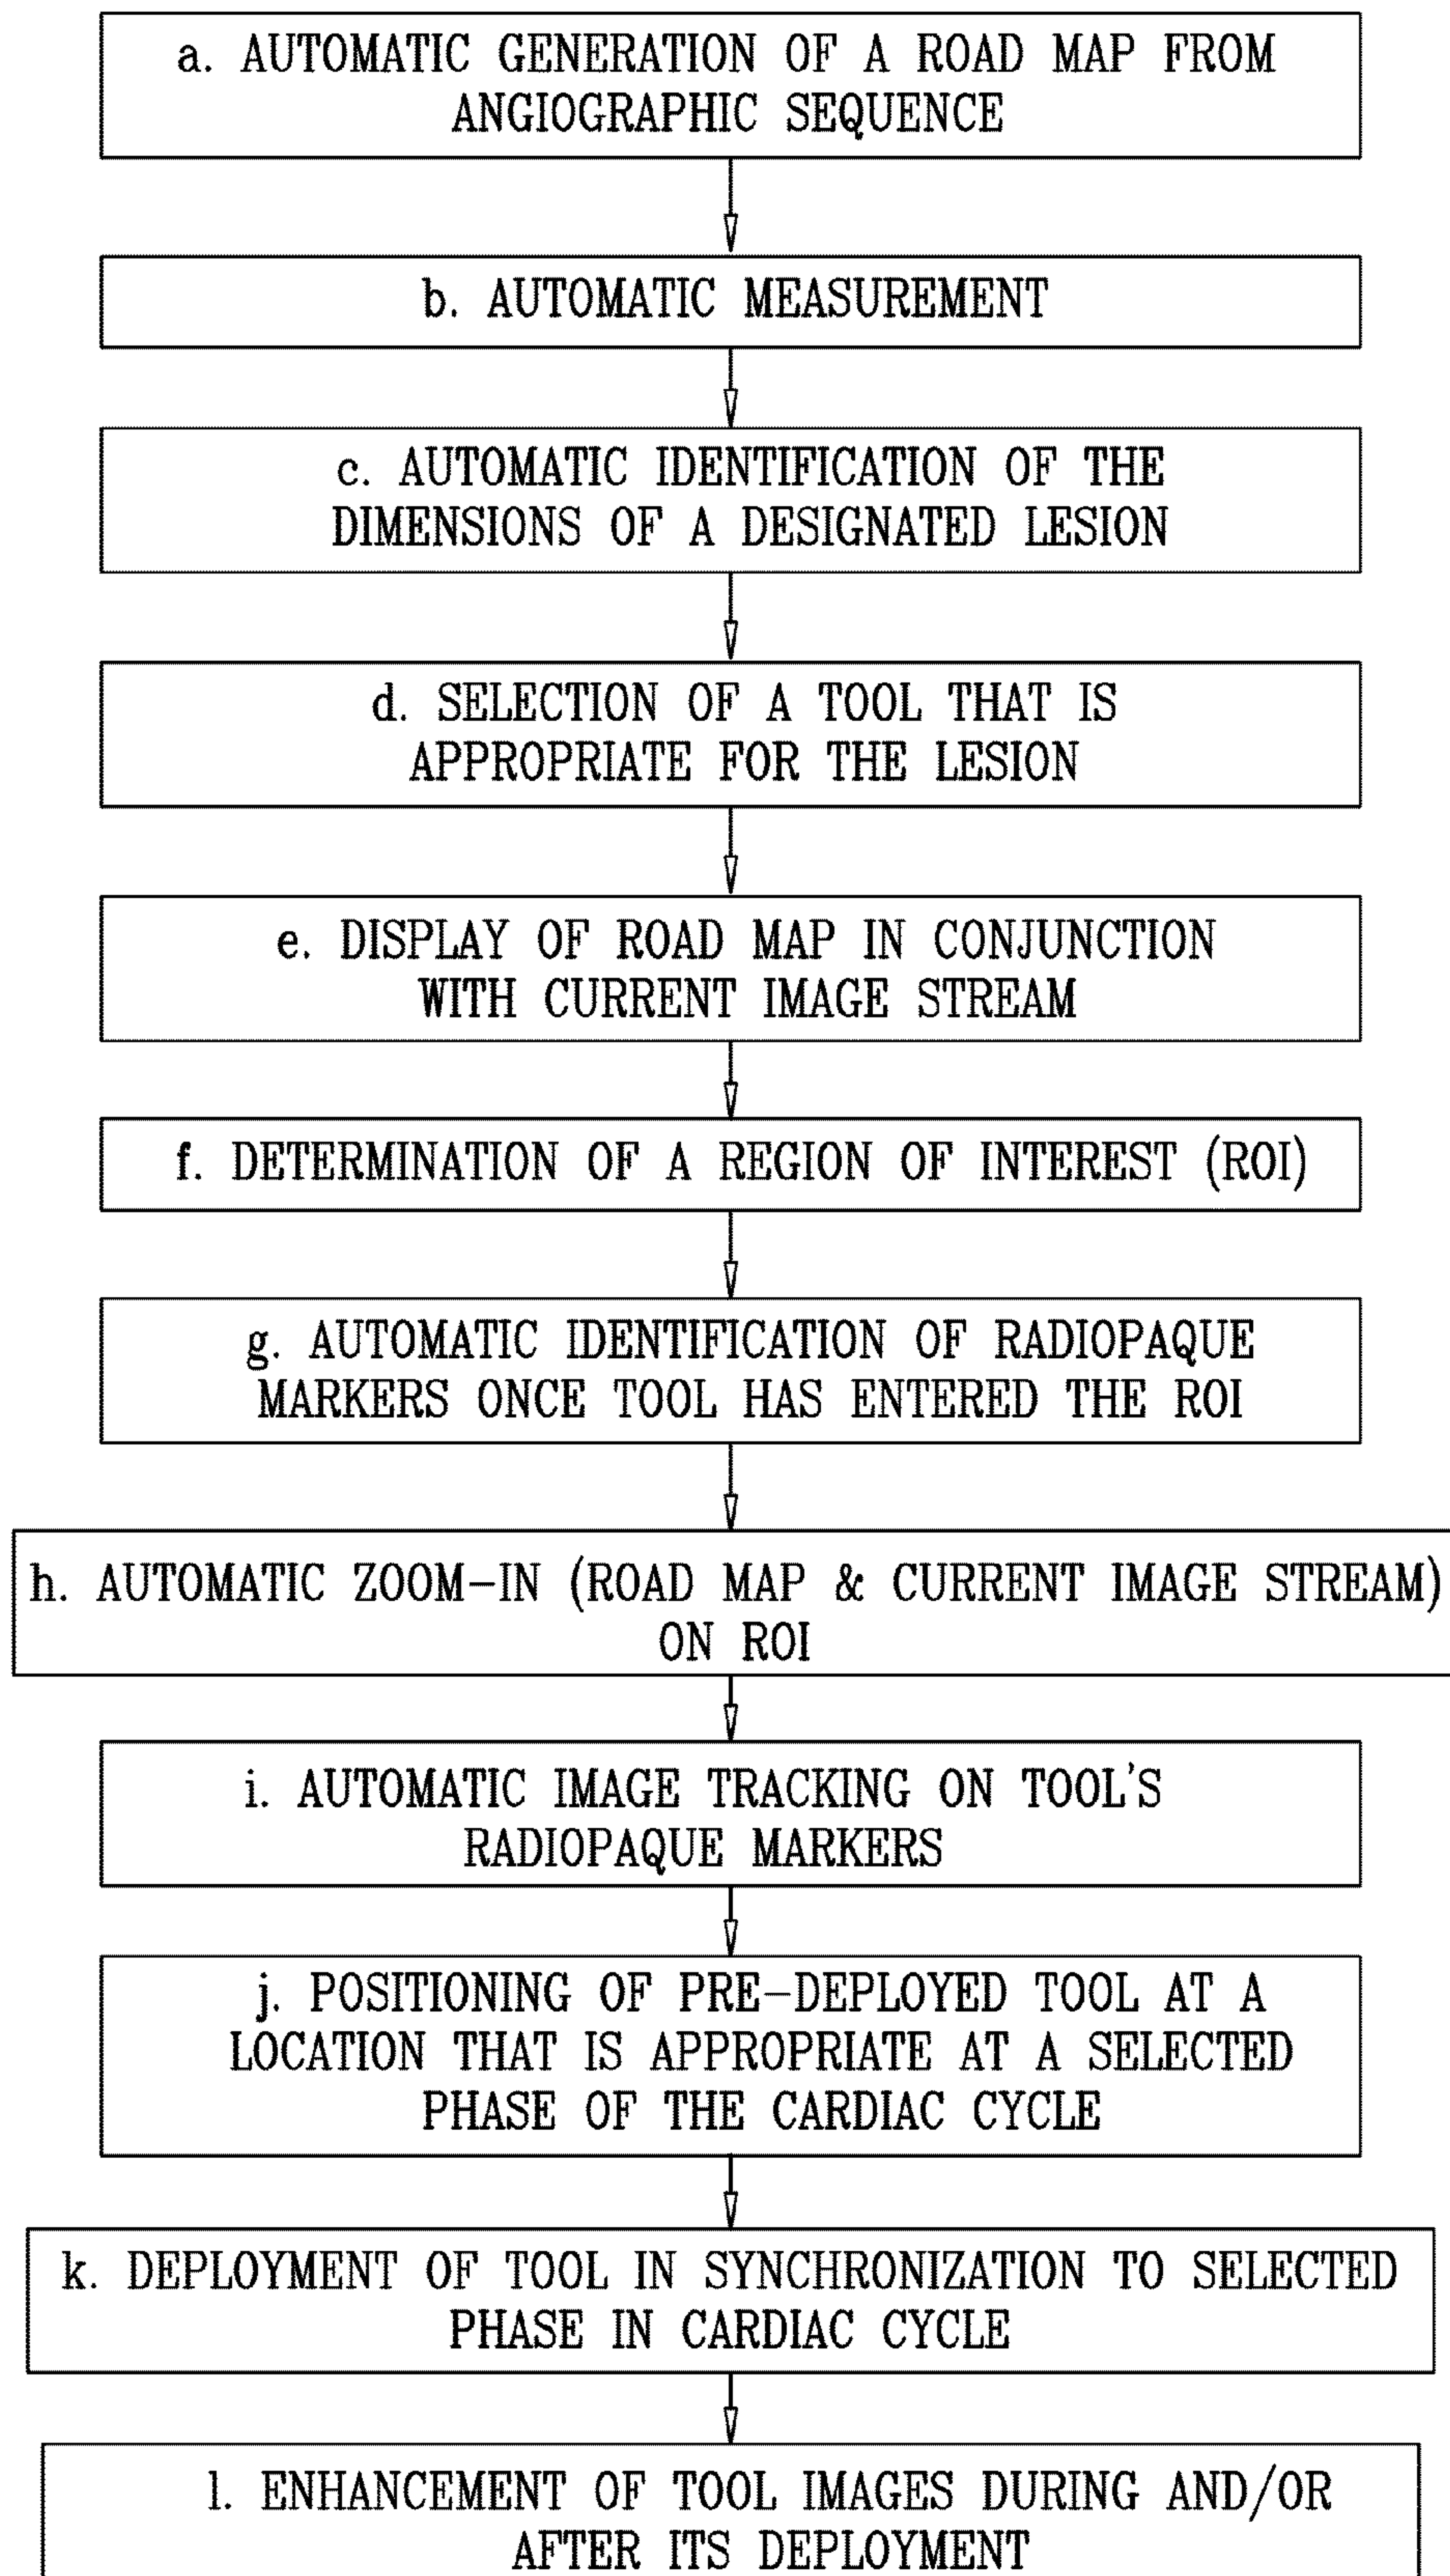 a. AUTOMATIC GENERATION OF A ROAD MAP FROM
ANGIOGRAPHIC SEQUENCE
b. AUTOMATIC MEASUREMENT
c. AUTOMATIC IDENTIFICATION OF THE
DIMENSIONS OF A DESIGNATED LESION
d. SELECTION OF A TOOL THAT IS
APPROPRIATE FOR THE LESION
e. DISPLAY OF ROAD MAP IN CONJUNCTION
WITH CURRENT IMAGE STREAM
f. DETERMINATION OF A REGION OF INTEREST (ROI)
g. AUTOMATIC IDENTIFICATION OF RADIOPAQUE
MARKERS ONCE TOOL HAS ENTERED THE ROI
h. AUTOMATIC ZOOM-IN (ROAD MAP & CURRENT IMAGE STREAM)
ON ROI
i. AUTOMATIC IMAGE TRACKING ON TOOL'S
RADIOPAQUE MARKERS
j. POSITIONING OF PRE-DEPLOYED TOOL AT A
LOCATION THAT IS APPROPRIATE AT A SELECTED
PHASE OF THE CARDIAC CYCLE
k. DEPLOYMENT OF TOOL IN SYNCHRONIZATION TO SELECTED
PHASE IN CARDIAC CYCLE
l. ENHANCEMENT OF TOOL IMAGES DURING AND/OR
AFTER ITS DEPLOYMENT